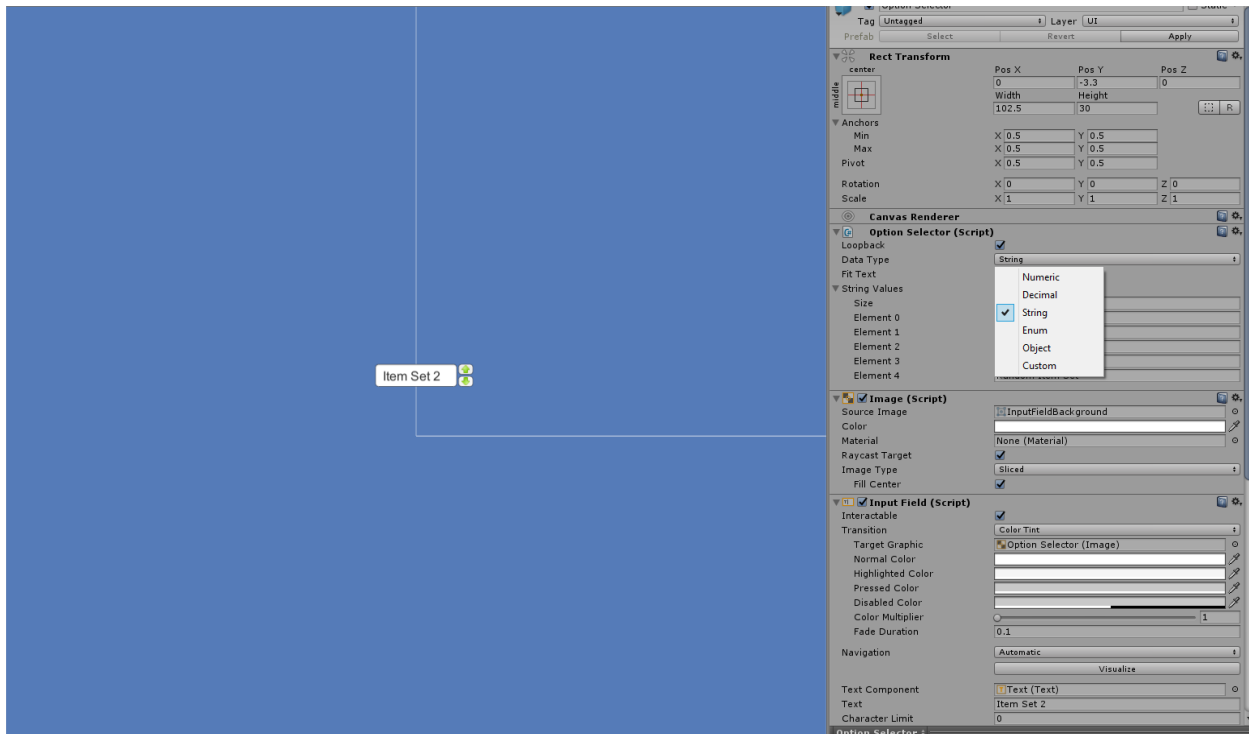 Option Selector
Static
Tag Untagged Layer UI
Prefab Select Revert Apply
Rect Transform
center
middle
Pos X Pos Y Pos Z
0 -3.3 0
Width Height
102.5 30
R
Anchors
Min X 0.5 Y 0.5
Max X 0.5 Y 0.5
Pivot X 0.5 Y 0.5
Rotation X 0 Y 0 Z 0
Scale X 1 Y 1 Z 1
Canvas Renderer
Option Selector (Script)
Loopback
Data Type String
Fit Text
String Values
Size
Element 0
Element 1
Element 2
Element 3
Element 4
Numeric
Decimal
String
Enum
Object
Custom
Item Set 2
Image (Script)
Source Image InputFieldBackground
Color
Material None (Material)
Raycast Target
Image Type Sliced
Fill Center
Input Field (Script)
Interactable
Transition Color Tint
Target Graphic Option Selector (Image)
Normal Color
Highlighted Color
Pressed Color
Disabled Color
Color Multiplier 1
Fade Duration 0.1
Navigation Automatic
Visualize
Text Component Text (Text)
Text Item Set 2
Character Limit 0
Option Selector